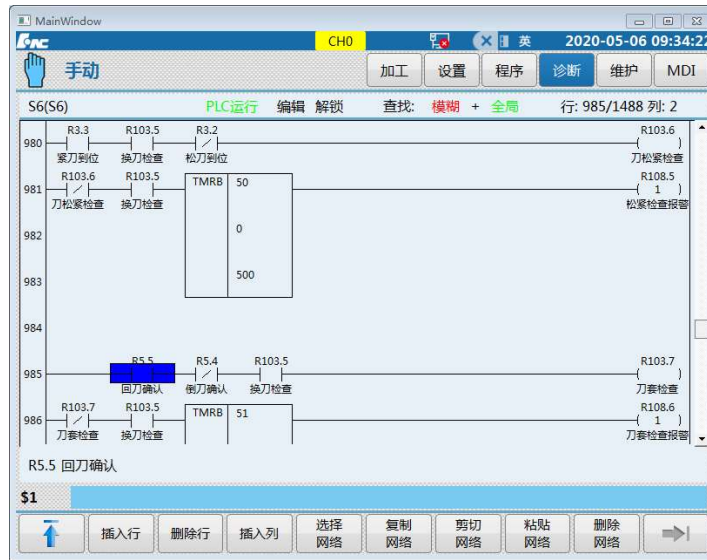 MainWindow
CNC CH0 英 2020-05-06 09:34:22
手动 加工 设置 程序 诊断 维护 MDI
S6(S6) PLC运行 编辑 解锁 查找: 模糊 + 全局 行: 985/1488 列: 2
R3.3 R103.5 R3.2 R103.6
980
紧刀到位 换刀检查 松刀到位 刀松紧检查
R103.6 R103.5 TMRB 50 R108.5
981 1
刀松紧检查 换刀检查 松紧检查报警
982 0
983 500
984
R5.5 R5.4 R103.5 R103.7
985
回刀确认 倒刀确认 换刀检查 刀套检查
R103.7 R103.5 TMRB 51 R108.6
986 1
刀套检查 换刀检查 刀套检查报警
R5.5 回刀确认
$1
插入行 删除行 插入列 选择网络 复制网络 剪切网络 粘贴网络 删除网络